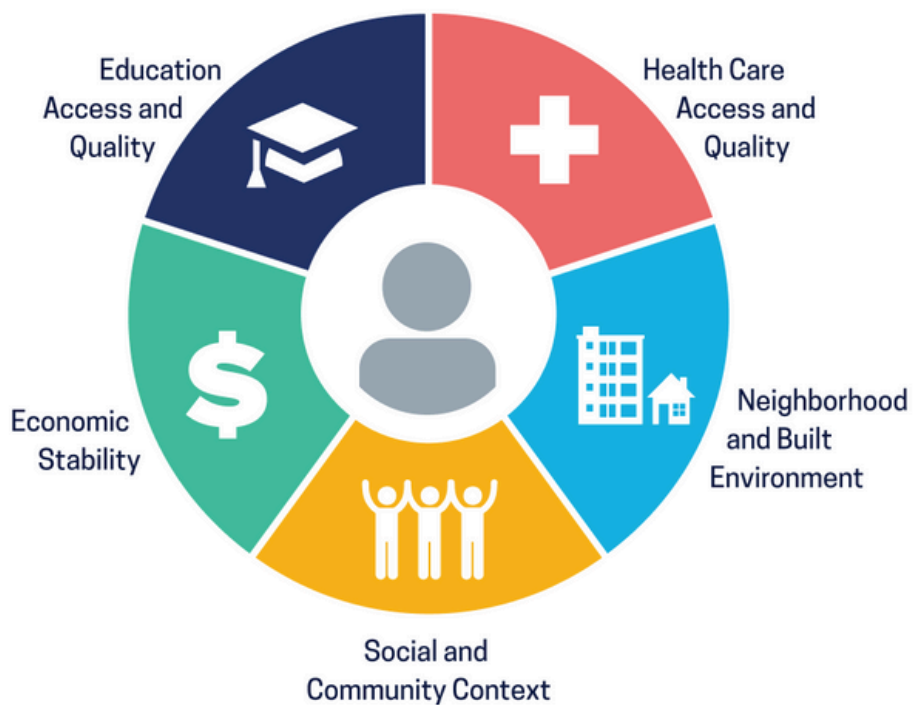 Education
Access and
Quality
Health Care
Access and
Quality
Economic
Stability
Neighborhood
and Built
Environment
Social and
Community Context